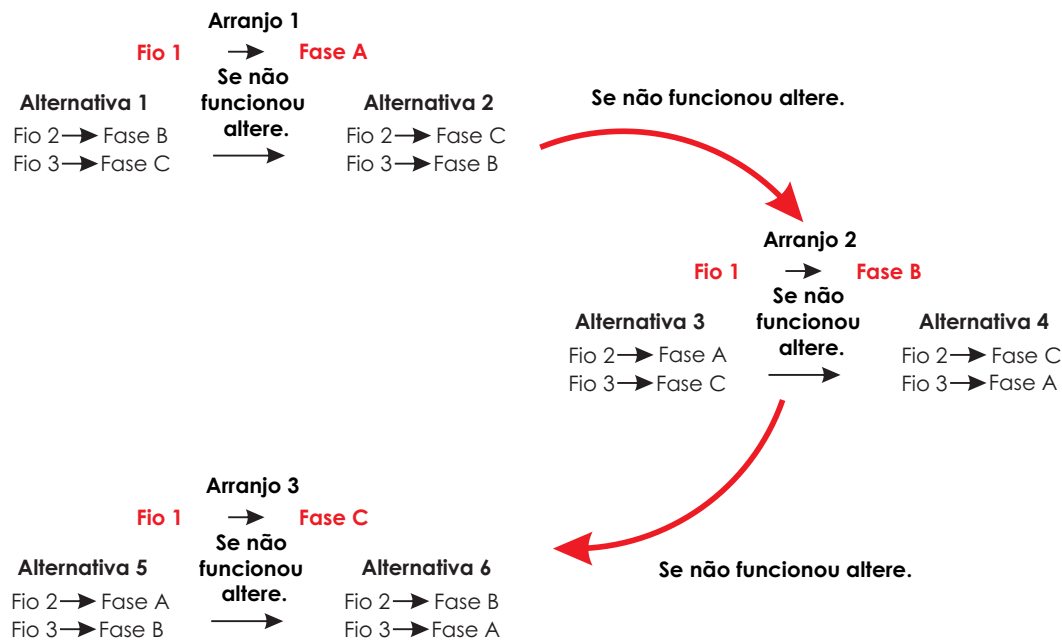 Arranjo 1
Fio 1 → Fase A
Se não
funcionou
altere.
Alternativa 1
Fio 2 → Fase B
Fio 3 → Fase C
Alternativa 2
Fio 2 → Fase C
Fio 3 → Fase B
Se não funcionou altere.
Arranjo 2
Fio 1 → Fase B
Se não
funcionou
altere.
Alternativa 3
Fio 2 → Fase A
Fio 3 → Fase C
Alternativa 4
Fio 2 → Fase C
Fio 3 → Fase A
Se não funcionou altere.
Arranjo 3
Fio 1 → Fase C
Se não
funcionou
altere.
Alternativa 5
Fio 2 → Fase A
Fio 3 → Fase B
Alternativa 6
Fio 2 → Fase B
Fio 3 → Fase A